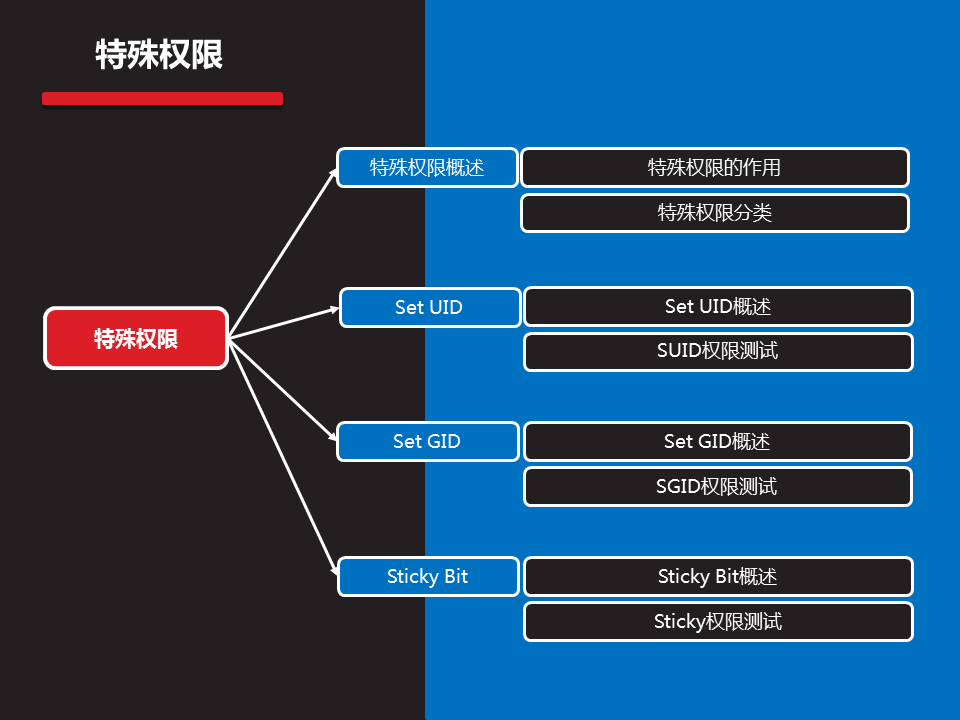 特殊权限
特殊权限
特殊权限概述
特殊权限的作用
特殊权限分类
Set UID
Set UID概述
SUID权限测试
Set GID
Set GID概述
SGID权限测试
Sticky Bit
Sticky Bit概述
Sticky权限测试